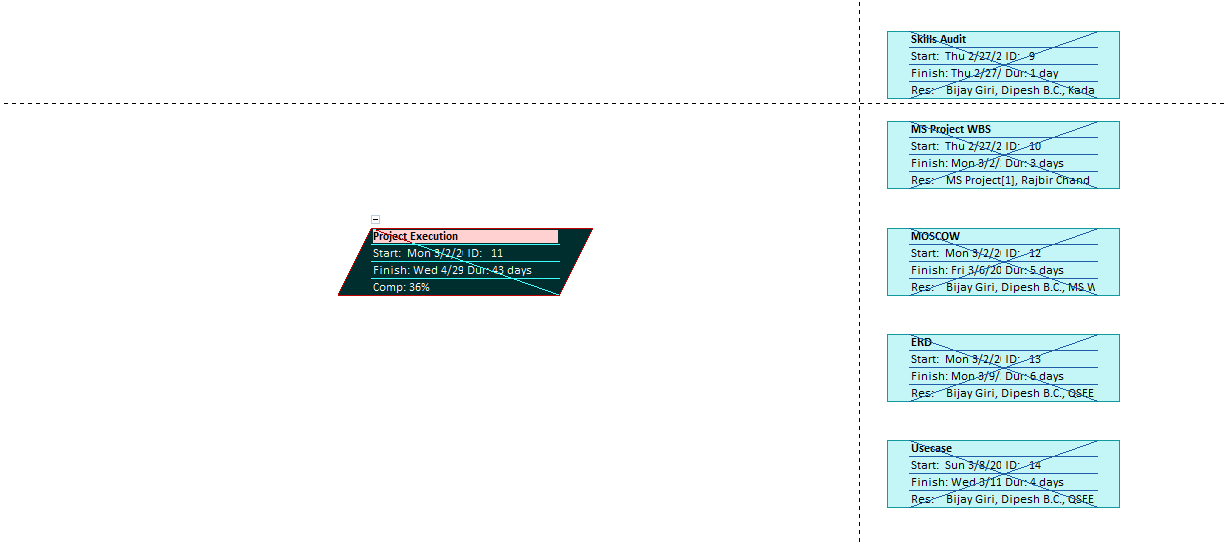 Skills Audit
Start: Thu 2/27/2 ID: 9
Finish: Thu 2/27/ Dur: 1 day
Res: Bijay Giri, Dipesh B.C., Kada
MS Project WBS
Start: Thu 2/27/2 ID: 10
Finish: Mon 3/2/ Dur: 3 days
Res: MS Project[1], Rajbir Chand
Project Execution
Start: Mon 3/2/2 ID: 11
Finish: Wed 4/29 Dur: 43 days
Comp: 36%
MOSCOW
Start: Mon 3/2/2 ID: 12
Finish: Fri 3/6/20 Dur: 5 days
Res: Bijay Giri, Dipesh B.C., MS
ERD
Start: Mon 3/2/2 ID: 13
Finish: Mon 3/9/ Dur: 6 days
Res: Bijay Giri, Dipesh B.C., QSEE
Usecase
Start: Sun 3/8/20 ID: 14
Finish: Wed 3/11 Dur: 4 days
Res: Bijay Giri, Dipesh B.C., QSEE